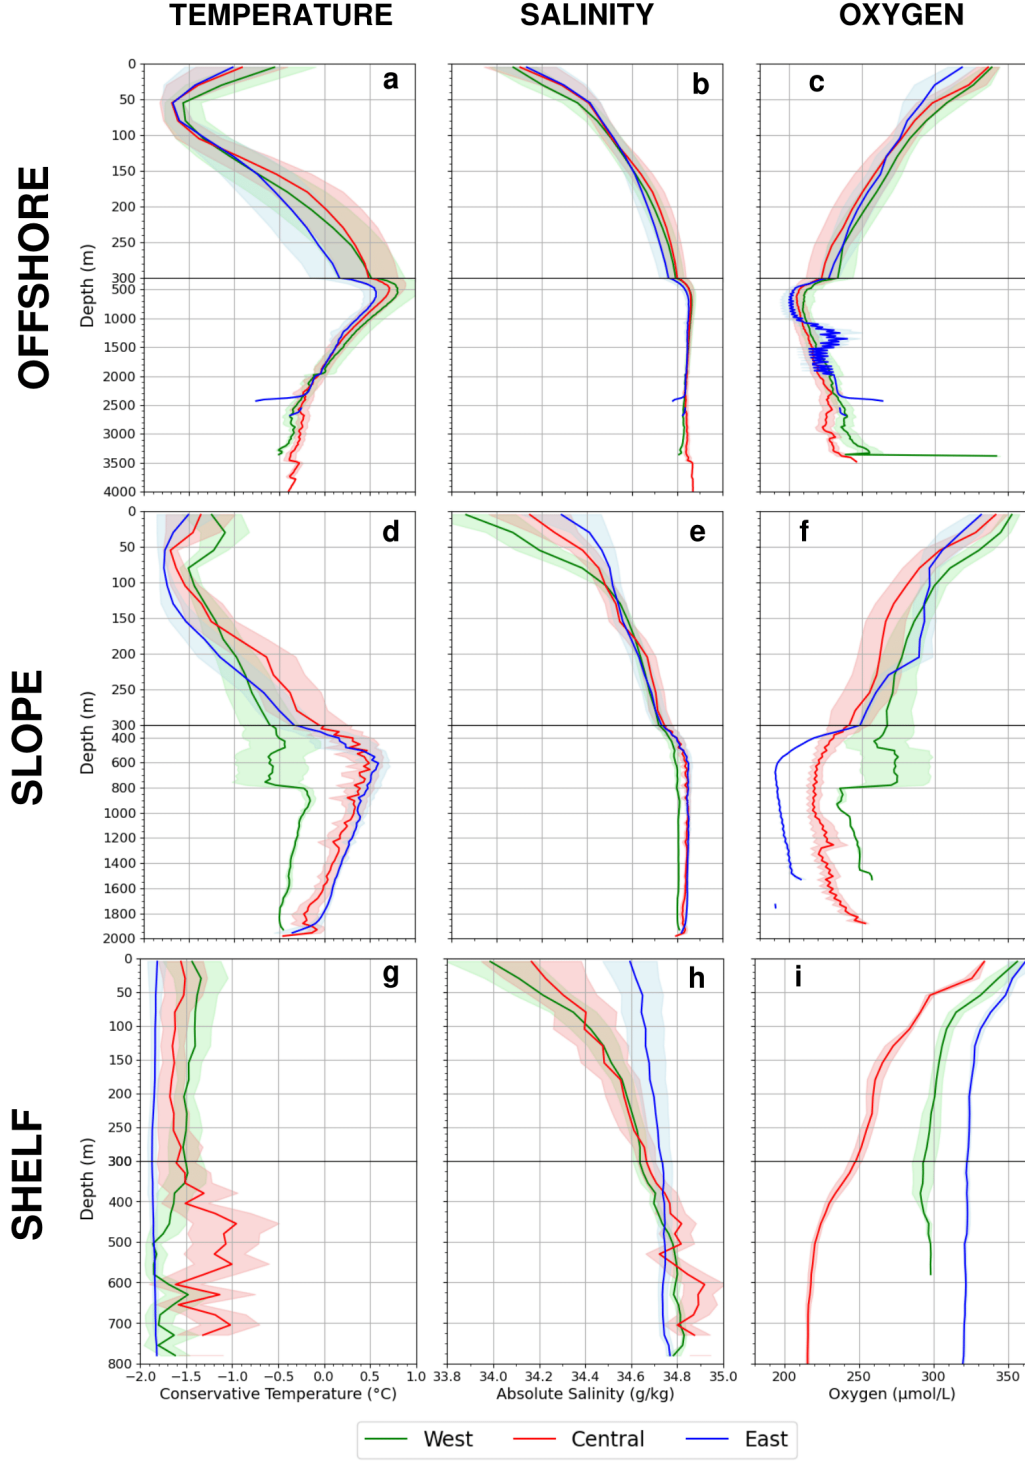 TEMPERATURE SALINITY OXYGEN
OFFSHORE
a b c
0
50
100
150
200
250
300
500
1000
1500
2000
2500
3000
3500
4000
Depth (m)
SLOPE
d e f
0
50
100
150
200
250
300
400
600
800
1000
1200
1400
1600
1800
2000
Depth (m)
SHELF
g h i
0
50
100
150
200
250
300
400
500
600
700
800
Depth (m)
−2.0 −1.5 −1.0 −0.5 0.0 0.5 1.0
Conservative Temperature (°C)
33.8 34.0 34.2 34.4 34.6 34.8 35.0
Absolute Salinity (g/kg)
200 250 300 350
Oxygen (μmol/L)
West Central East